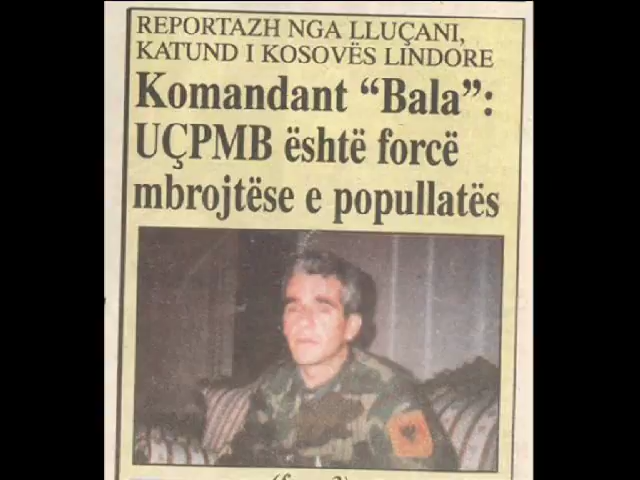 REPORTAZH NGA LLUÇANI,
KATUND I KOSOVËS LINDORE
Komandant “Bala”:
UÇPMB është forcë
mbrojtëse e popullatës